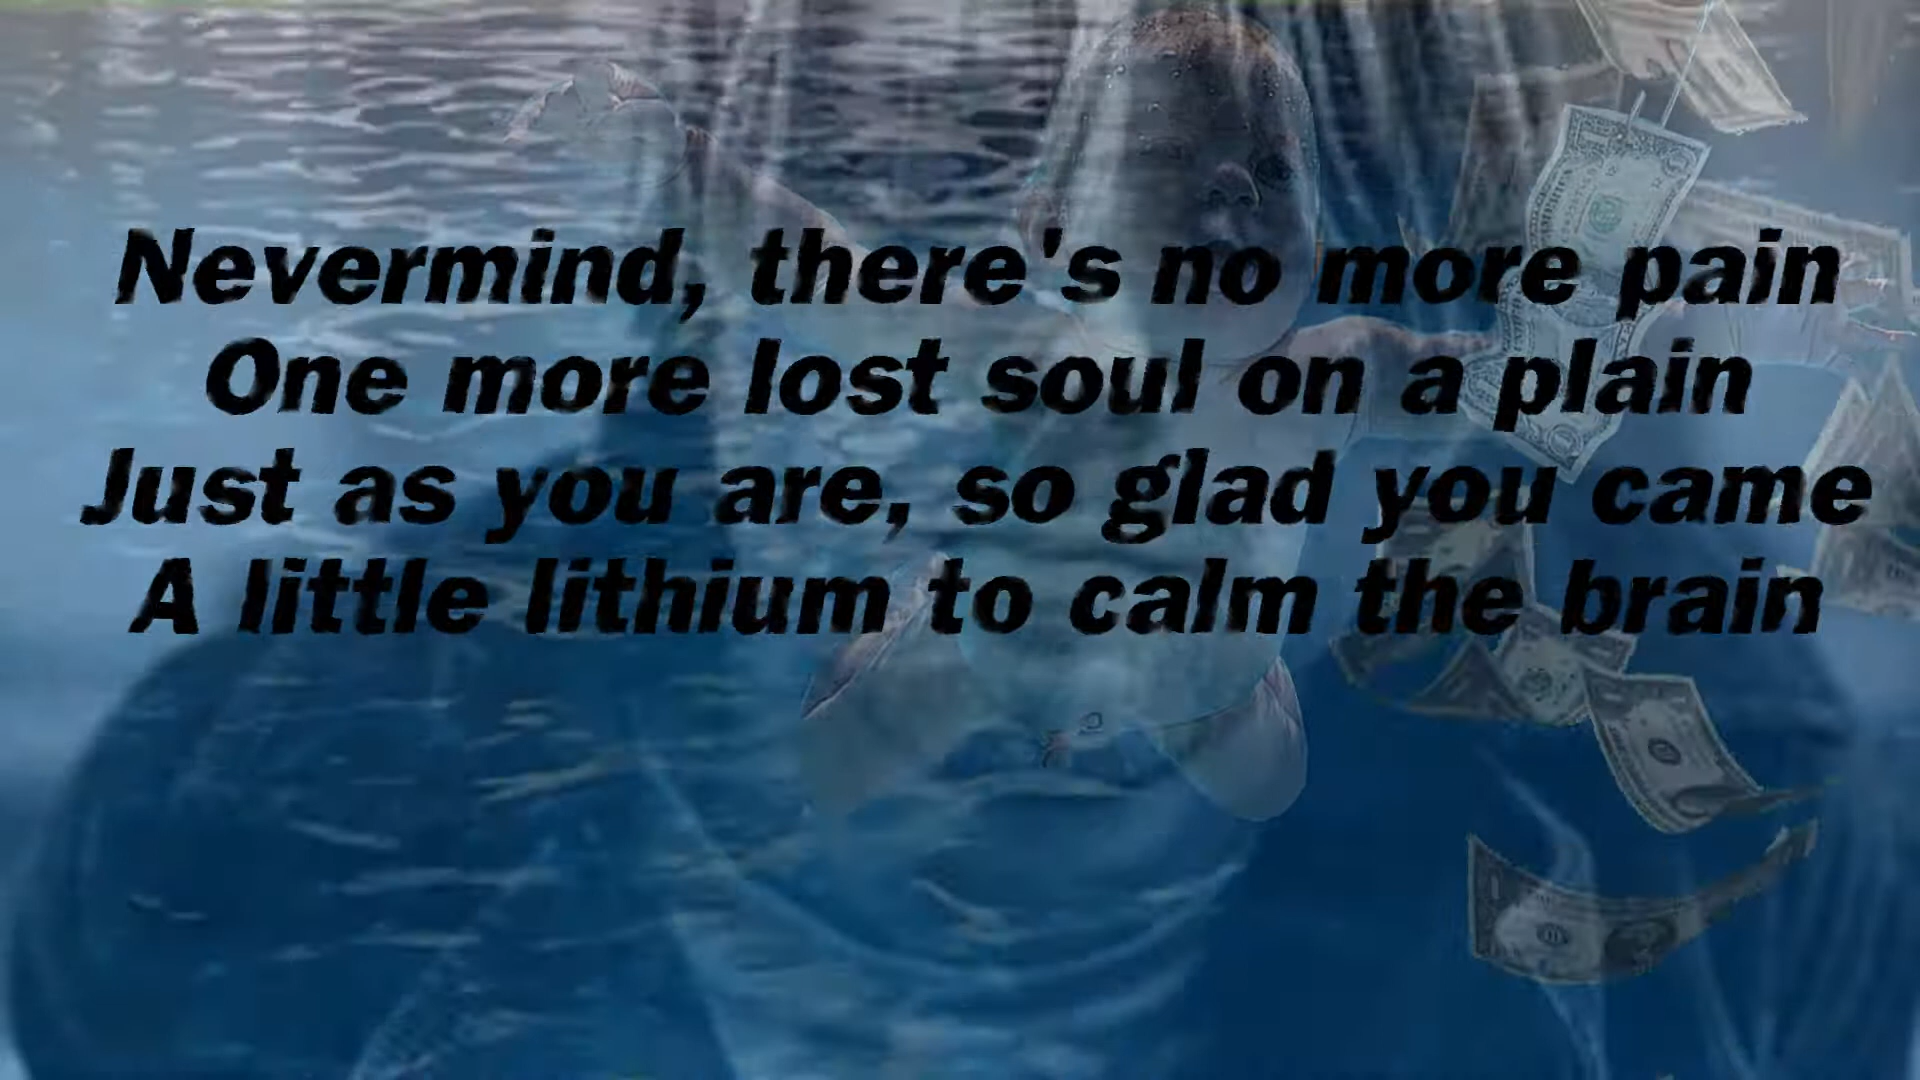 Nevermind, there's no more pain
One more lost soul on a plain
Just as you are, so glad you came
A little lithium to calm the brain